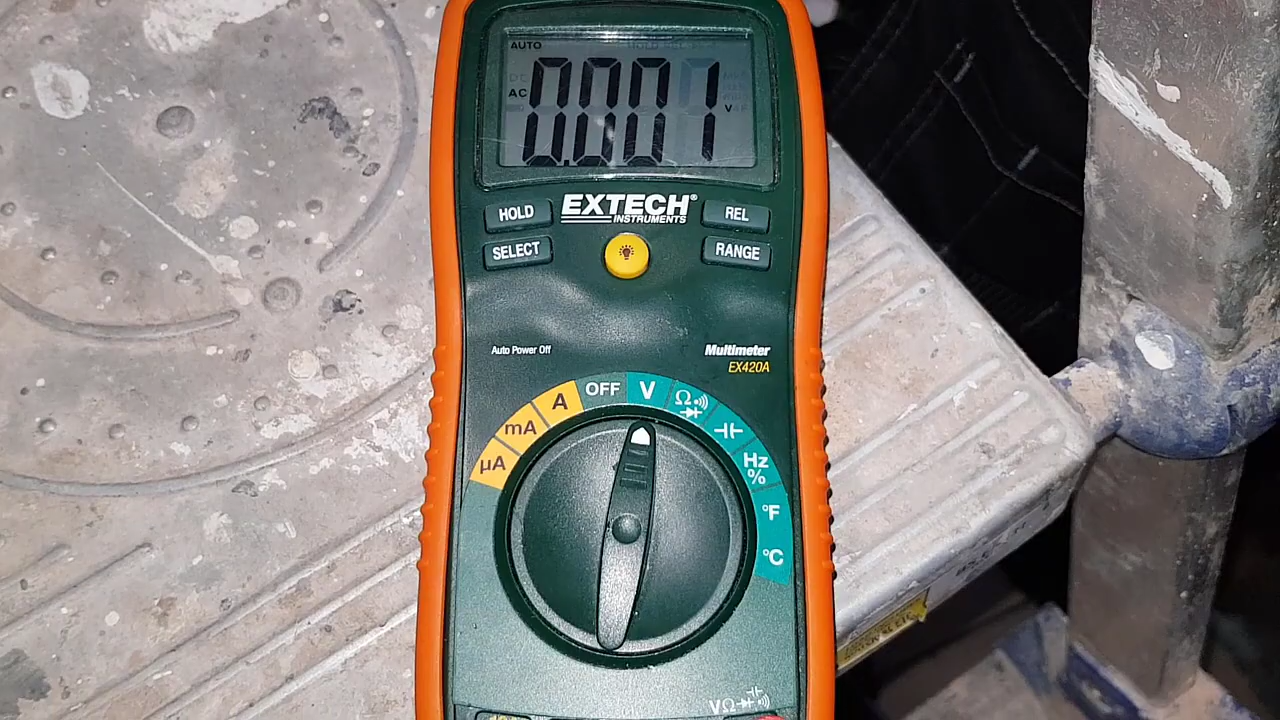 AUTO
AC
0.001
V
EXTECH®
INSTRUMENTS
HOLD
REL
SELECT
RANGE
Auto Power Off
Multimeter
EX420A
OFF
V
A
Ω
mA
µA
Hz
%
°F
°C
VΩ